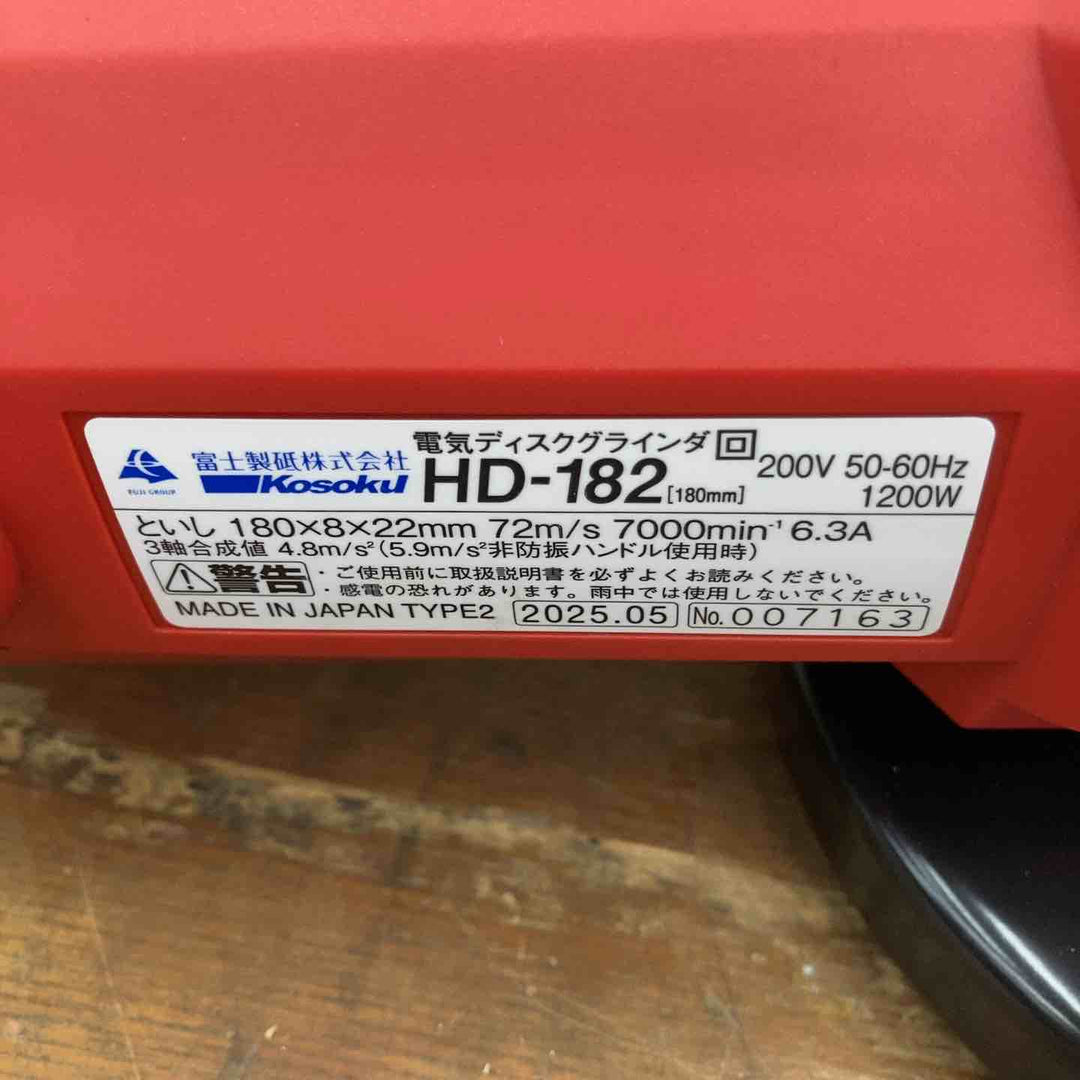 FUJI GROUP
富士製砥株式会社
Kosoku
電気ディスクグラインダ
HD-182 [180mm]
200V 50-60Hz
1200W
といし 180×8×22mm 72m/s 7000min⁻¹ 6.3A
3軸合成値 4.8m/s²(5.9m/s²非防振ハンドル使用時)
警告
・ご使用前に取扱説明書を必ずよくお読みください。
・感電の恐れがあります。雨中では使用しないでください。
MADE IN JAPAN TYPE2 2025.05 No.007163